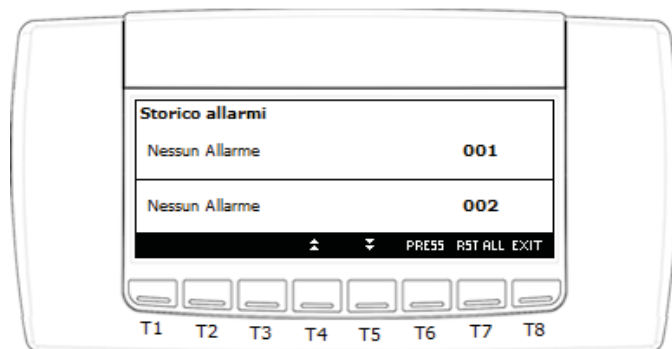 Storico allarmi
Nessun Allarme 001
Nessun Allarme 002
PRESS RST ALL EXIT
T1 T2 T3 T4 T5 T6 T7 T8